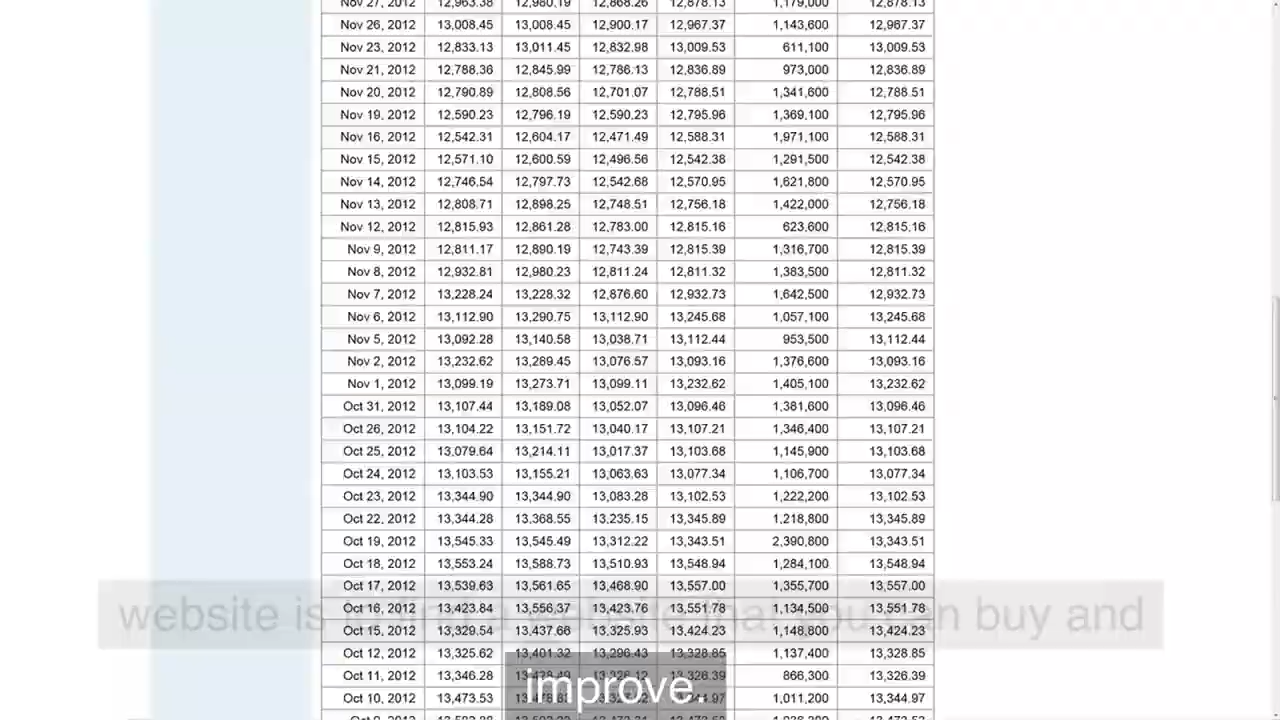 Nov 27, 2012 12,963.38 12,980.19 12,868.26 12,878.13 1,179,000 12,878.13
Nov 26, 2012 13,008.45 13,008.45 12,900.17 12,967.37 1,143,600 12,967.37
Nov 23, 2012 12,833.13 13,011.45 12,832.98 13,009.53 611,100 13,009.53
Nov 21, 2012 12,788.36 12,845.99 12,786.13 12,836.89 973,000 12,836.89
Nov 20, 2012 12,790.89 12,808.56 12,701.07 12,788.51 1,341,600 12,788.51
Nov 19, 2012 12,590.23 12,796.19 12,590.23 12,795.96 1,369,100 12,795.96
Nov 16, 2012 12,542.31 12,604.17 12,471.49 12,588.31 1,971,100 12,588.31
Nov 15, 2012 12,571.10 12,600.59 12,496.56 12,542.38 1,291,500 12,542.38
Nov 14, 2012 12,746.54 12,797.73 12,542.68 12,570.95 1,621,800 12,570.95
Nov 13, 2012 12,808.71 12,898.25 12,748.51 12,756.18 1,422,000 12,756.18
Nov 12, 2012 12,815.93 12,861.28 12,783.00 12,815.16 623,600 12,815.16
Nov 9, 2012 12,811.17 12,890.19 12,743.39 12,815.39 1,316,700 12,815.39
Nov 8, 2012 12,932.81 12,980.23 12,811.24 12,811.32 1,383,500 12,811.32
Nov 7, 2012 13,228.24 13,228.32 12,876.60 12,932.73 1,642,500 12,932.73
Nov 6, 2012 13,112.90 13,290.75 13,112.90 13,245.68 1,057,100 13,245.68
Nov 5, 2012 13,092.28 13,140.58 13,038.71 13,112.44 953,500 13,112.44
Nov 2, 2012 13,232.62 13,289.45 13,076.57 13,093.16 1,376,600 13,093.16
Nov 1, 2012 13,099.19 13,273.71 13,099.11 13,232.62 1,405,100 13,232.62
Oct 31, 2012 13,107.44 13,189.08 13,052.07 13,096.46 1,381,600 13,096.46
Oct 26, 2012 13,104.22 13,151.72 13,040.17 13,107.21 1,346,400 13,107.21
Oct 25, 2012 13,079.64 13,214.11 13,017.37 13,103.68 1,145,900 13,103.68
Oct 24, 2012 13,103.53 13,155.21 13,063.63 13,077.34 1,106,700 13,077.34
Oct 23, 2012 13,344.90 13,344.90 13,083.28 13,102.53 1,222,200 13,102.53
Oct 22, 2012 13,344.28 13,368.55 13,235.15 13,345.89 1,218,800 13,345.89
Oct 19, 2012 13,545.33 13,545.49 13,312.22 13,343.51 2,390,800 13,343.51
Oct 18, 2012 13,553.24 13,588.73 13,510.93 13,548.94 1,284,100 13,548.94
Oct 17, 2012 13,539.63 13,561.65 13,468.90 13,557.00 1,355,700 13,557.00
Oct 16, 2012 13,423.84 13,556.37 13,423.76 13,551.78 1,134,500 13,551.78
website is to find a website that you can buy and
Oct 15, 2012 13,329.54 13,437.66 13,325.93 13,424.23 1,148,800 13,424.23
Oct 12, 2012 13,325.62 13,401.32 13,296.43 13,328.85 1,137,400 13,328.85
Oct 11, 2012 13,346.28 13,326.39 866,300 13,326.39
improve.
Oct 10, 2012 13,473.53 1,011,200 13,344.97